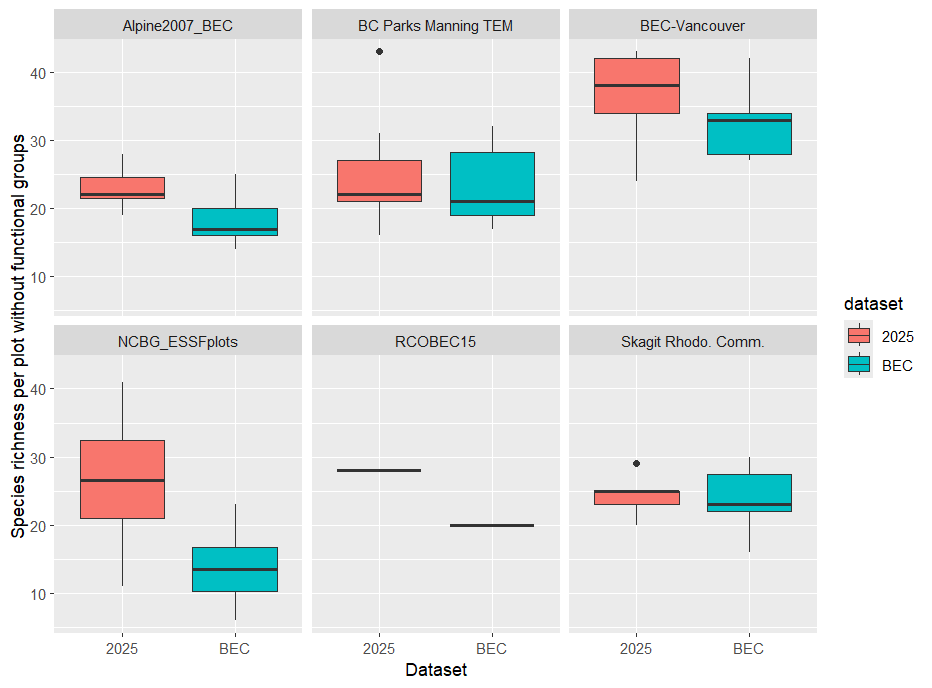 Alpine2007_BEC
BC Parks Manning TEM
BEC-Vancouver
40
30
20
10
NCBG_ESSFplots
RCOBEC15
Skagit Rhodo. Comm.
40
30
20
10
2025
BEC
2025
BEC
2025
BEC
Dataset
Species richness per plot without functional groups
dataset
2025
BEC